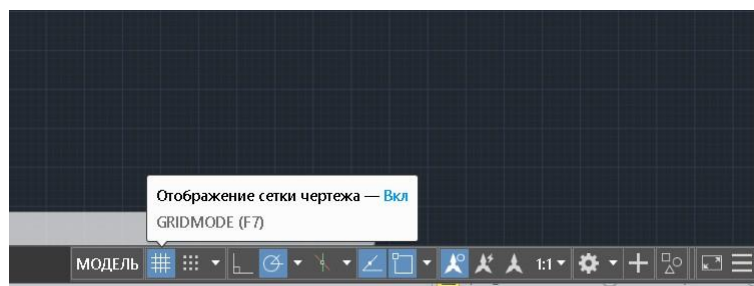 Отображение сетки чертежа — Вкл
GRIDMODE (F7)
МОДЕЛЬ
1:1